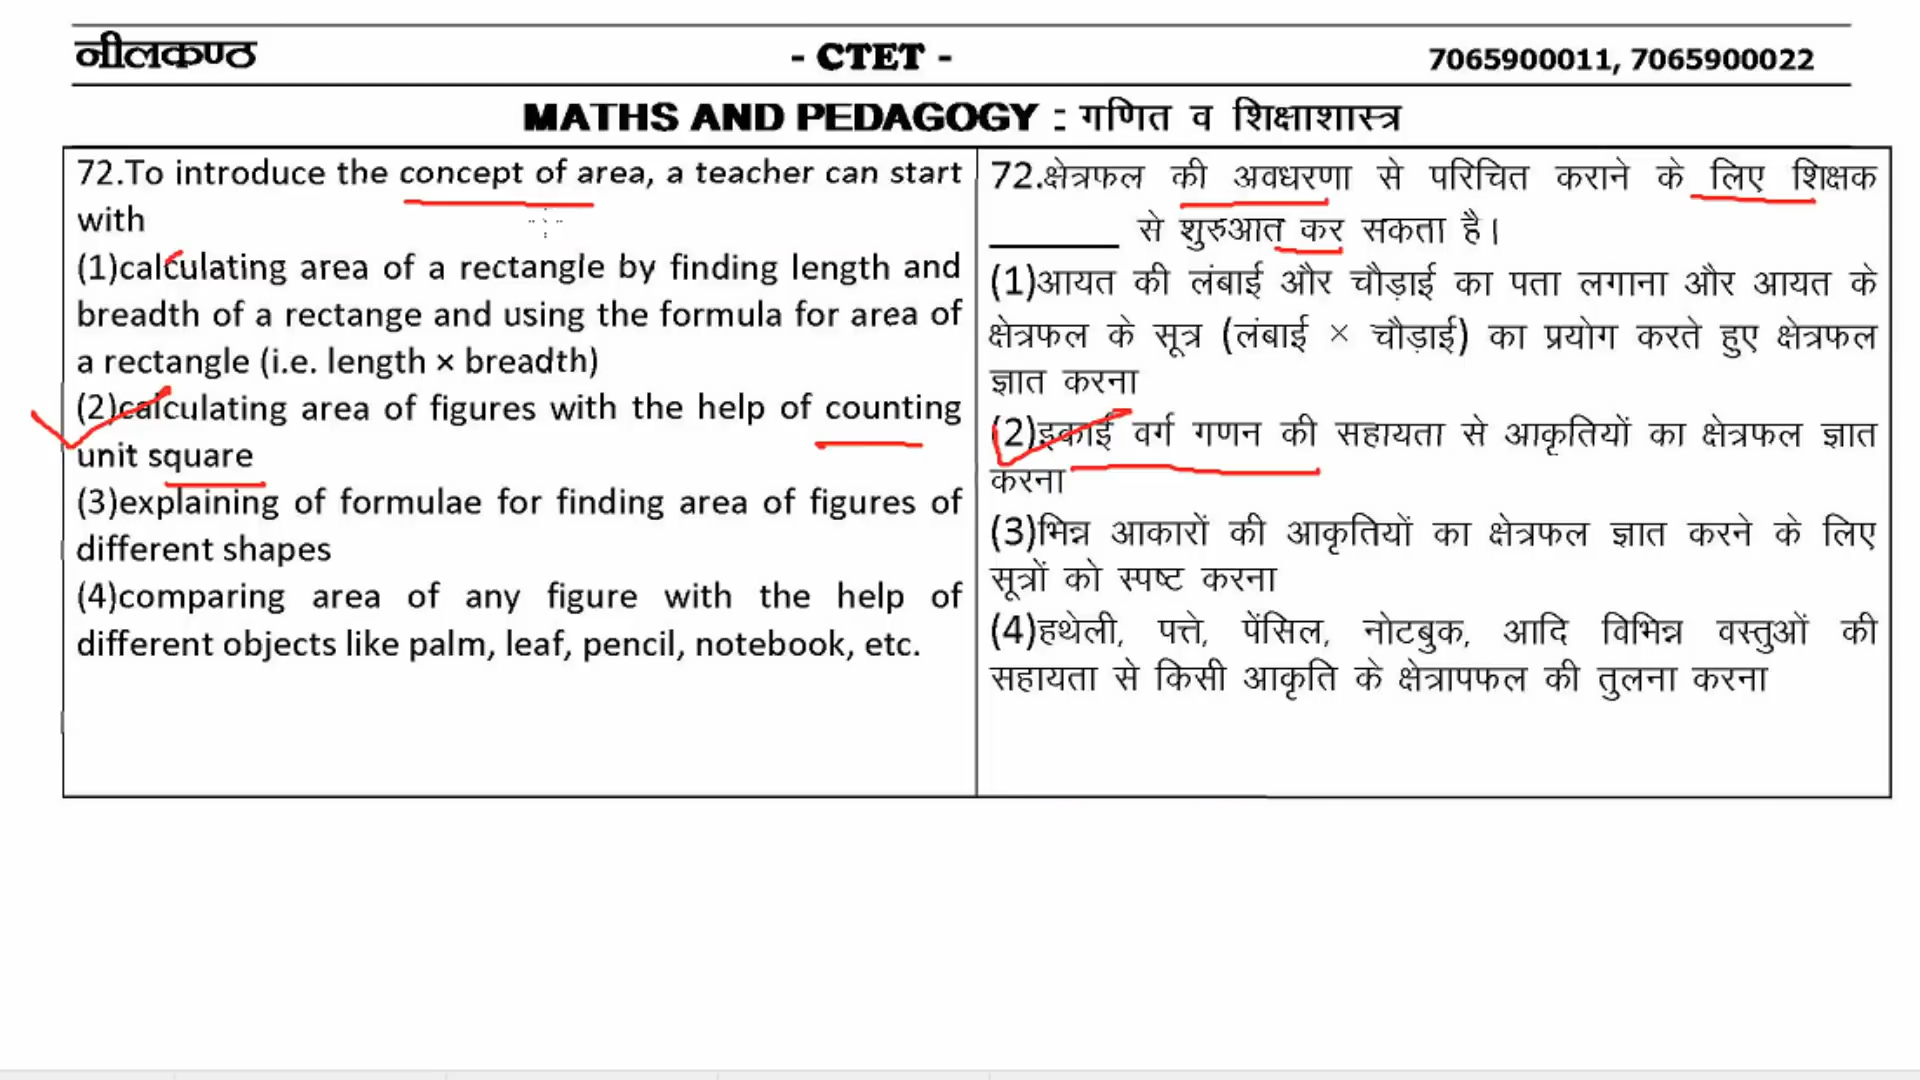 नीलकण्ठ
- CTET -
7065900011, 7065900022
MATHS AND PEDAGOGY : गणित व शिक्षाशास्त्र
72.To introduce the concept of area, a teacher can start
with
(1)calculating area of a rectangle by finding length and
breadth of a rectange and using the formula for area of
a rectangle (i.e. length × breadth)
(2)calculating area of figures with the help of counting
unit square
(3)explaining of formulae for finding area of figures of
different shapes
(4)comparing area of any figure with the help of
different objects like palm, leaf, pencil, notebook, etc.
72.क्षेत्रफल की अवधरणा से परिचित कराने के लिए शिक्षक
______ से शुरुआत कर सकता है।
(1)आयत की लंबाई और चौड़ाई का पता लगाना और आयत के
क्षेत्रफल के सूत्र (लंबाई × चौड़ाई) का प्रयोग करते हुए क्षेत्रफल
ज्ञात करना
(2)इकाई वर्ग गणन की सहायता से आकृतियों का क्षेत्रफल ज्ञात
करना
(3)भिन्न आकारों की आकृतियों का क्षेत्रफल ज्ञात करने के लिए
सूत्रों को स्पष्ट करना
(4)हथेली, पत्ते, पेंसिल, नोटबुक, आदि विभिन्न वस्तुओं की
सहायता से किसी आकृति के क्षेत्रापफल की तुलना करना